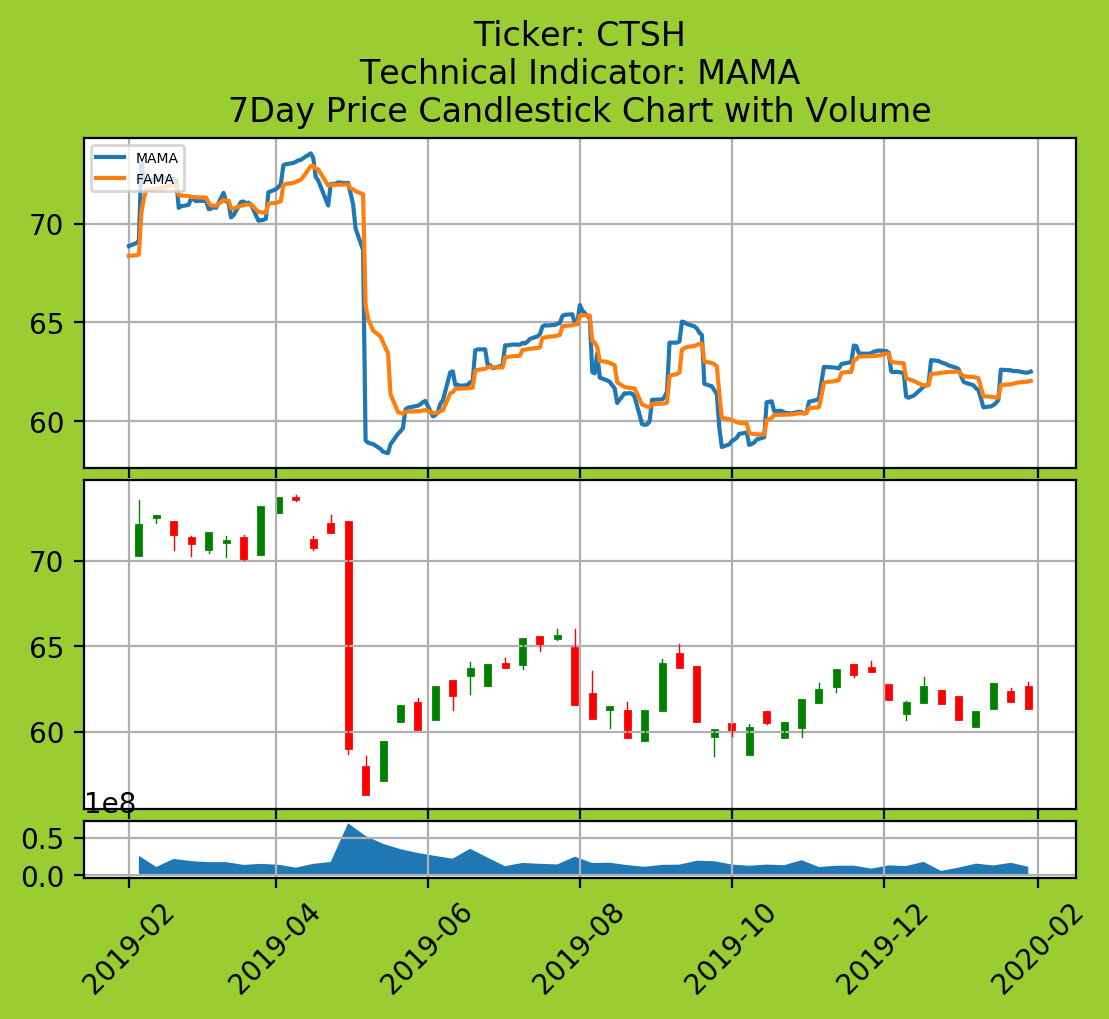 Ticker: CTSH
Technical Indicator: MAMA
7Day Price Candlestick Chart with Volume
MAMA
FAMA
70
65
60
70
65
60
1e8
0.5
0.0
2019-02
2019-04
2019-06
2019-08
2019-10
2019-12
2020-02